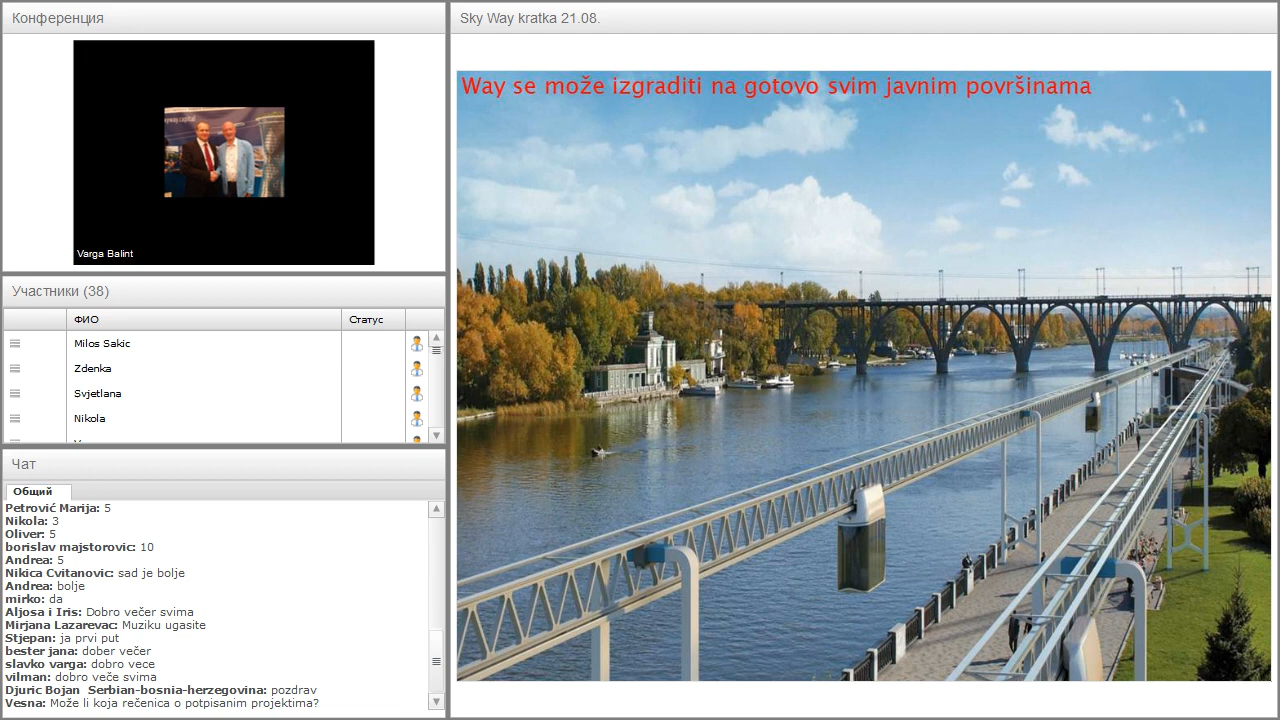 Конференция
yway capital
Varga Balint
Участники (38)
ФИО
Статус
Milos Sakic
Zdenka
Svjetlana
Nikola
Чат
Общий
Petrović Marija: 5
Nikola: 3
Oliver: 5
borislav majstorovic: 10
Andrea: 5
Nikica Cvitanovic: sad je bolje
Andrea: bolje
mirko: da
Aljosa i Iris: Dobro večer svima
Mirjana Lazarevac: Muziku ugasite
Stjepan: ja prvi put
bester jana: dober večer
slavko varga: dobro vece
vilman: dobro veče svima
Djuric Bojan  Serbian-bosnia-herzegovina: pozdrav
Vesna: Može li koja rečenica o potpisanim projektima?
Sky Way kratka 21.08.
Way se može izgraditi na gotovo svim javnim površinama